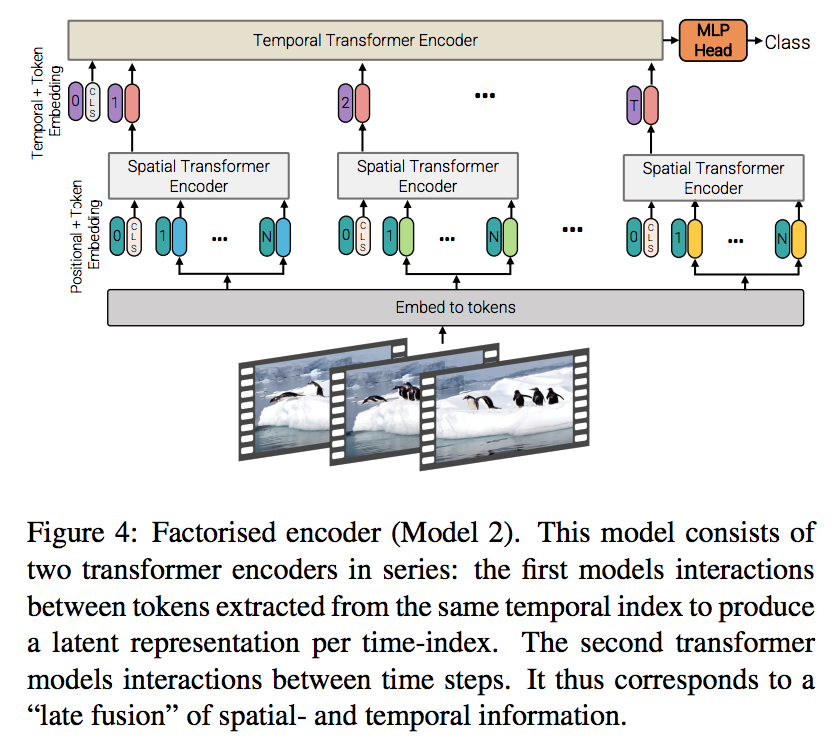 Temporal Transformer Encoder
MLP
Head
Class
Temporal + Token
Embedding
0
CLS
1
2
...
T
Spatial Transformer
Encoder
Spatial Transformer
Encoder
Spatial Transformer
Encoder
Positional + Token
Embedding
0
CLS
1
...
N
0
CLS
1
...
N
...
0
CLS
1
...
N
Embed to tokens
Figure 4: Factorised encoder (Model 2). This model consists of
two transformer encoders in series: the first models interactions
between tokens extracted from the same temporal index to produce
a latent representation per time-index. The second transformer
models interactions between time steps. It thus corresponds to a
“late fusion” of spatial- and temporal information.